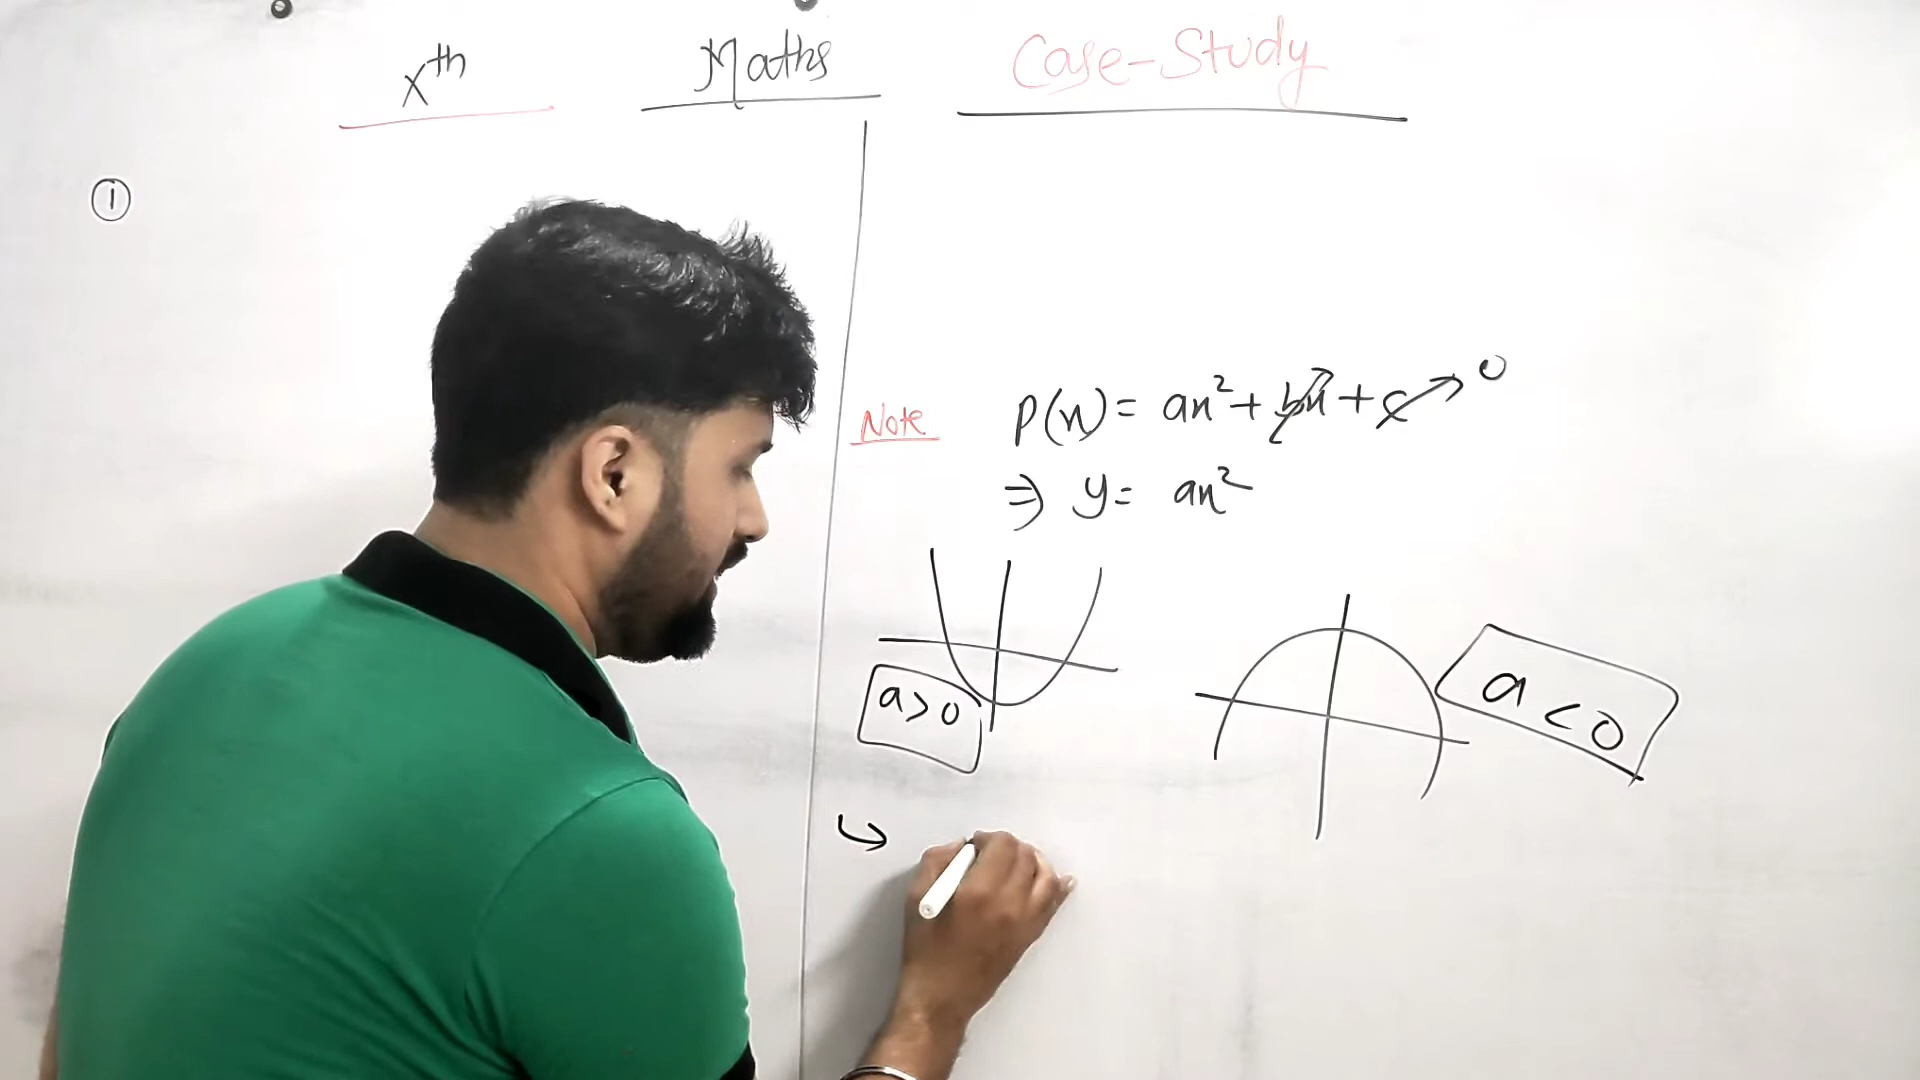 Xth Maths Case-Study
①
Note P(x) = ax² + bx + c → 0
⇒ y = ax²
a > 0
a < 0